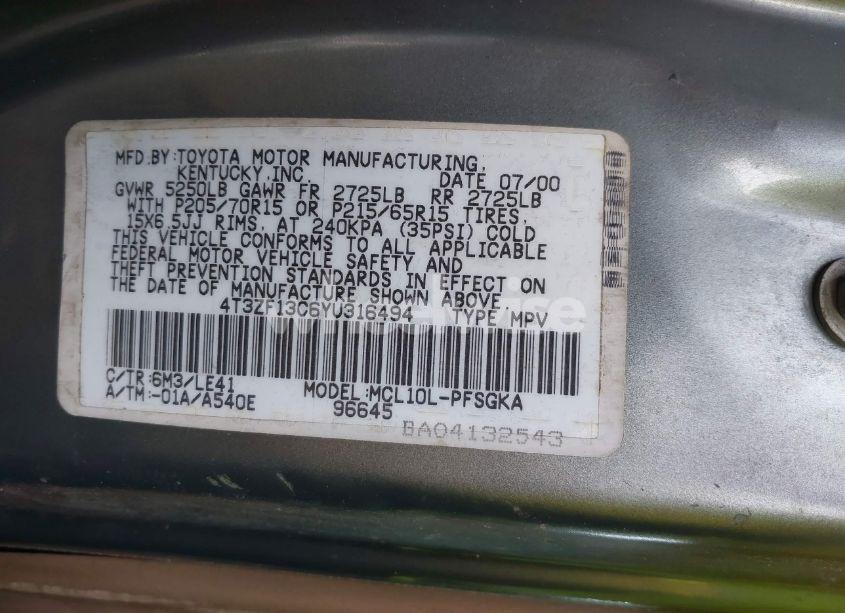 MFD.BY:TOYOTA MOTOR MANUFACTURING,
KENTUCKY,INC. DATE 07/00
GVWR 5250LB GAWR FR 2725LB RR 2725LB
WITH P205/70R15 OR P215/65R15 TIRES,
15X6.5JJ RIMS, AT 240KPA (35PSI) COLD
THIS VEHICLE CONFORMS TO ALL APPLICABLE
FEDERAL MOTOR VEHICLE SAFETY AND
THEFT PREVENTION STANDARDS IN EFFECT ON
THE DATE OF MANUFACTURE SHOWN ABOVE.
4T3ZF13C6YU316494 TYPE/MPV
C/TR:6M3/LE41 MODEL:MCL10L-PFSGKA
A/TM:-01A/A540E 96645
BA04132543